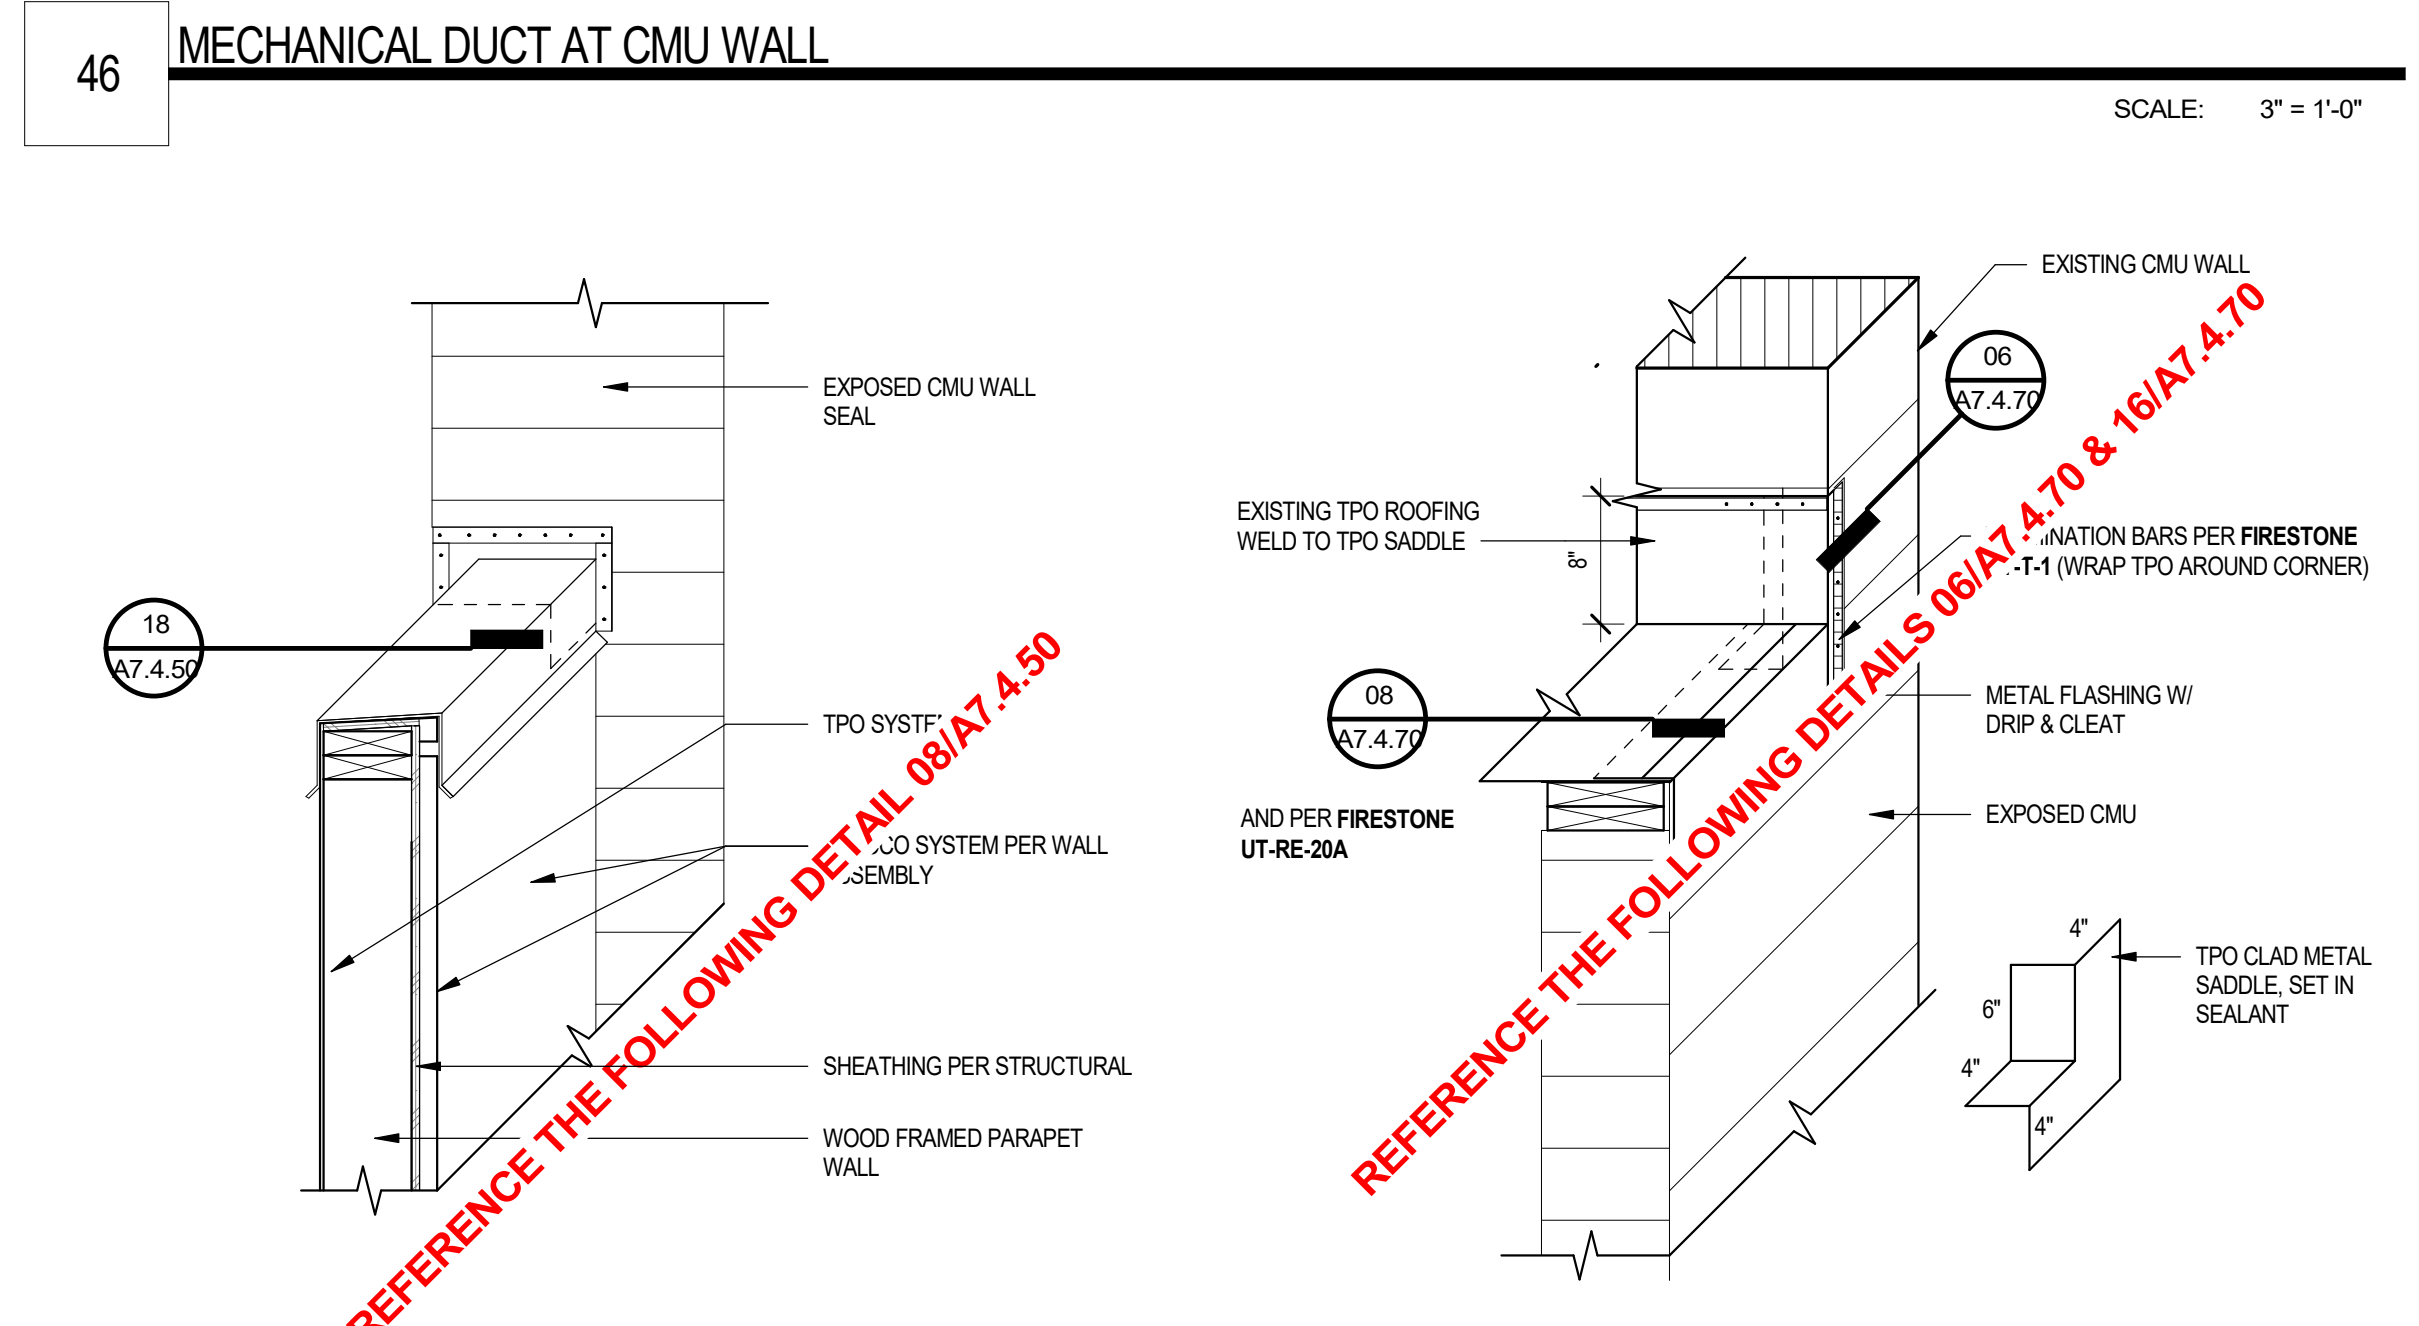 46
MECHANICAL DUCT AT CMU WALL
SCALE: 3" = 1'-0"
EXPOSED CMU WALL
SEAL
18
A7.4.50
TPO
STUCCO SYSTEM PER WALL
ASSEMBLY
SHEATHING PER STRUCTURAL
WOOD FRAMED PARAPET
WALL
REFERENCE THE FOLLOWING DETAIL 08/A7.4.50
EXISTING CMU WALL
06
A7.4.70
EXISTING TPO ROOFING
WELD TO TPO SADDLE
8"
BARS PER FIRESTONE
(WRAP TPO AROUND CORNER)
08
A7.4.70
METAL FLASHING W/
DRIP & CLEAT
AND PER FIRESTONE
UT-RE-20A
EXPOSED CMU
REFERENCE THE FOLLOWING DETAILS 06/A7.4.70 & 16/A7.4.70
4"
6"
4"
4"
TPO CLAD METAL
SADDLE, SET IN
SEALANT